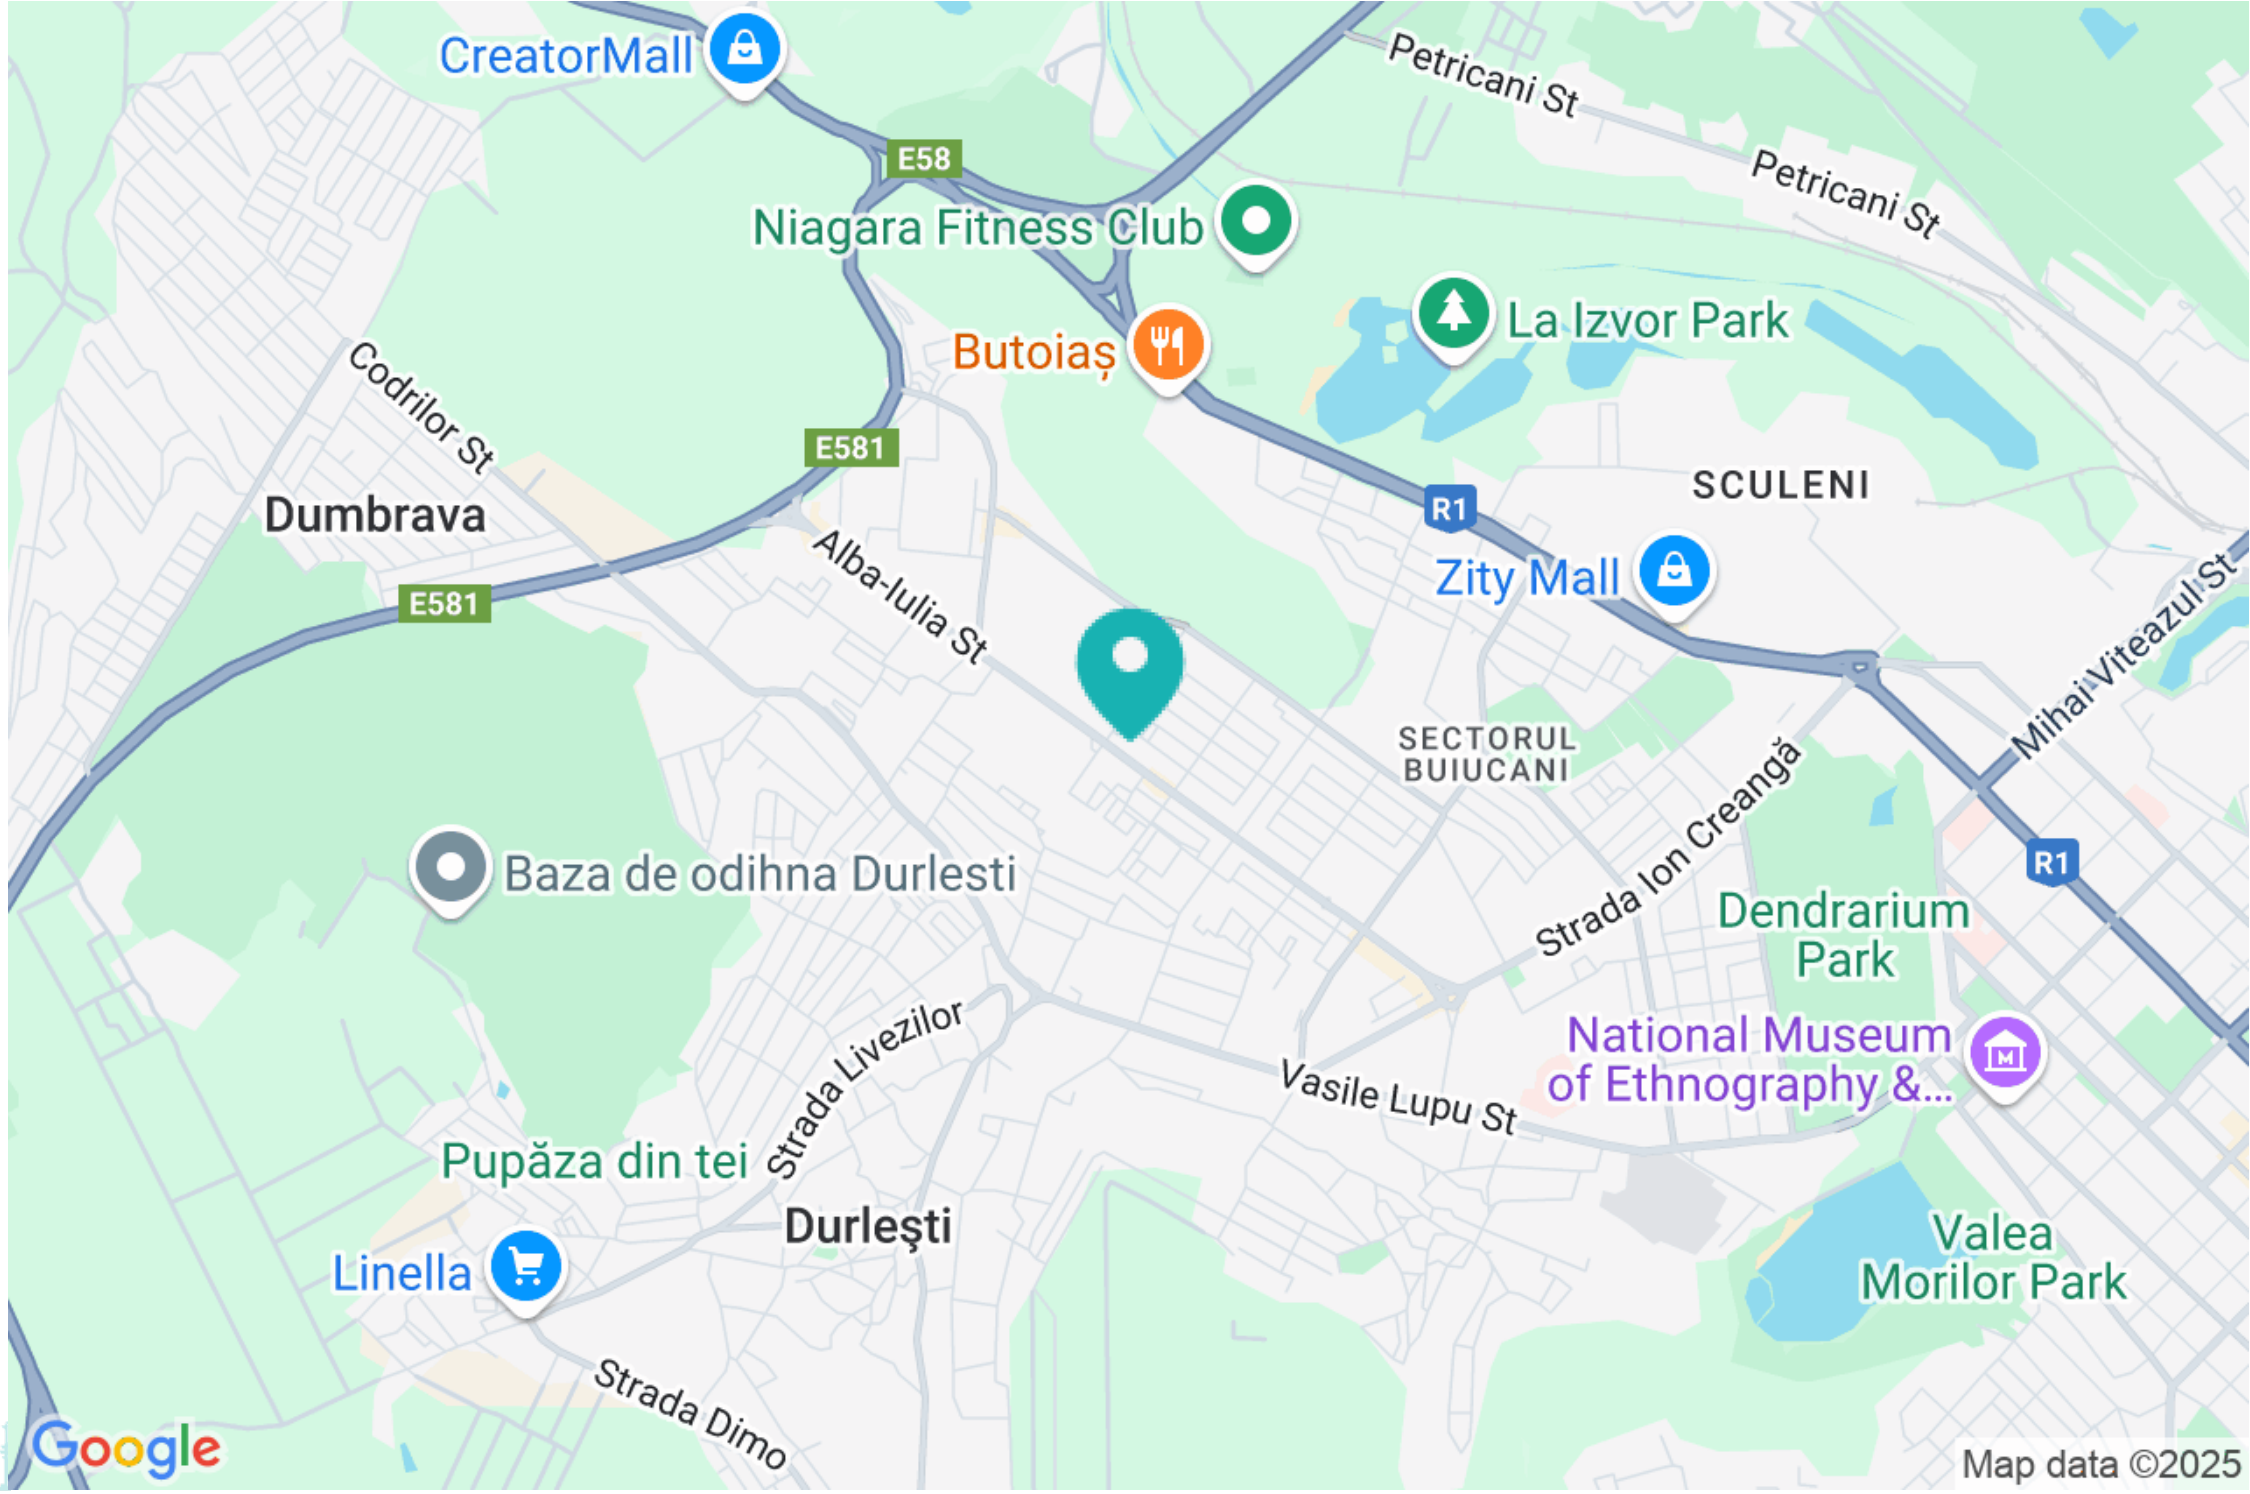 CreatorMall
Petricani St
E58
Petricani St
Niagara Fitness Club
La Izvor Park
Butoiaș
Codrilor St
E581
SCULENI
Dumbrava
R1
Alba-Iulia St
Zity Mall
E581
Mihai Viteazul St
SECTORUL
BUIUCANI
Strada Ion Creangă
R1
Baza de odihna Durlesti
Dendrarium
Park
Strada Livezilor
National Museum
of Ethnography &...
Vasile Lupu St
Pupăza din tei
Durleşti
Valea
Morilor Park
Linella
Strada Dimo
Google
Map data ©2025